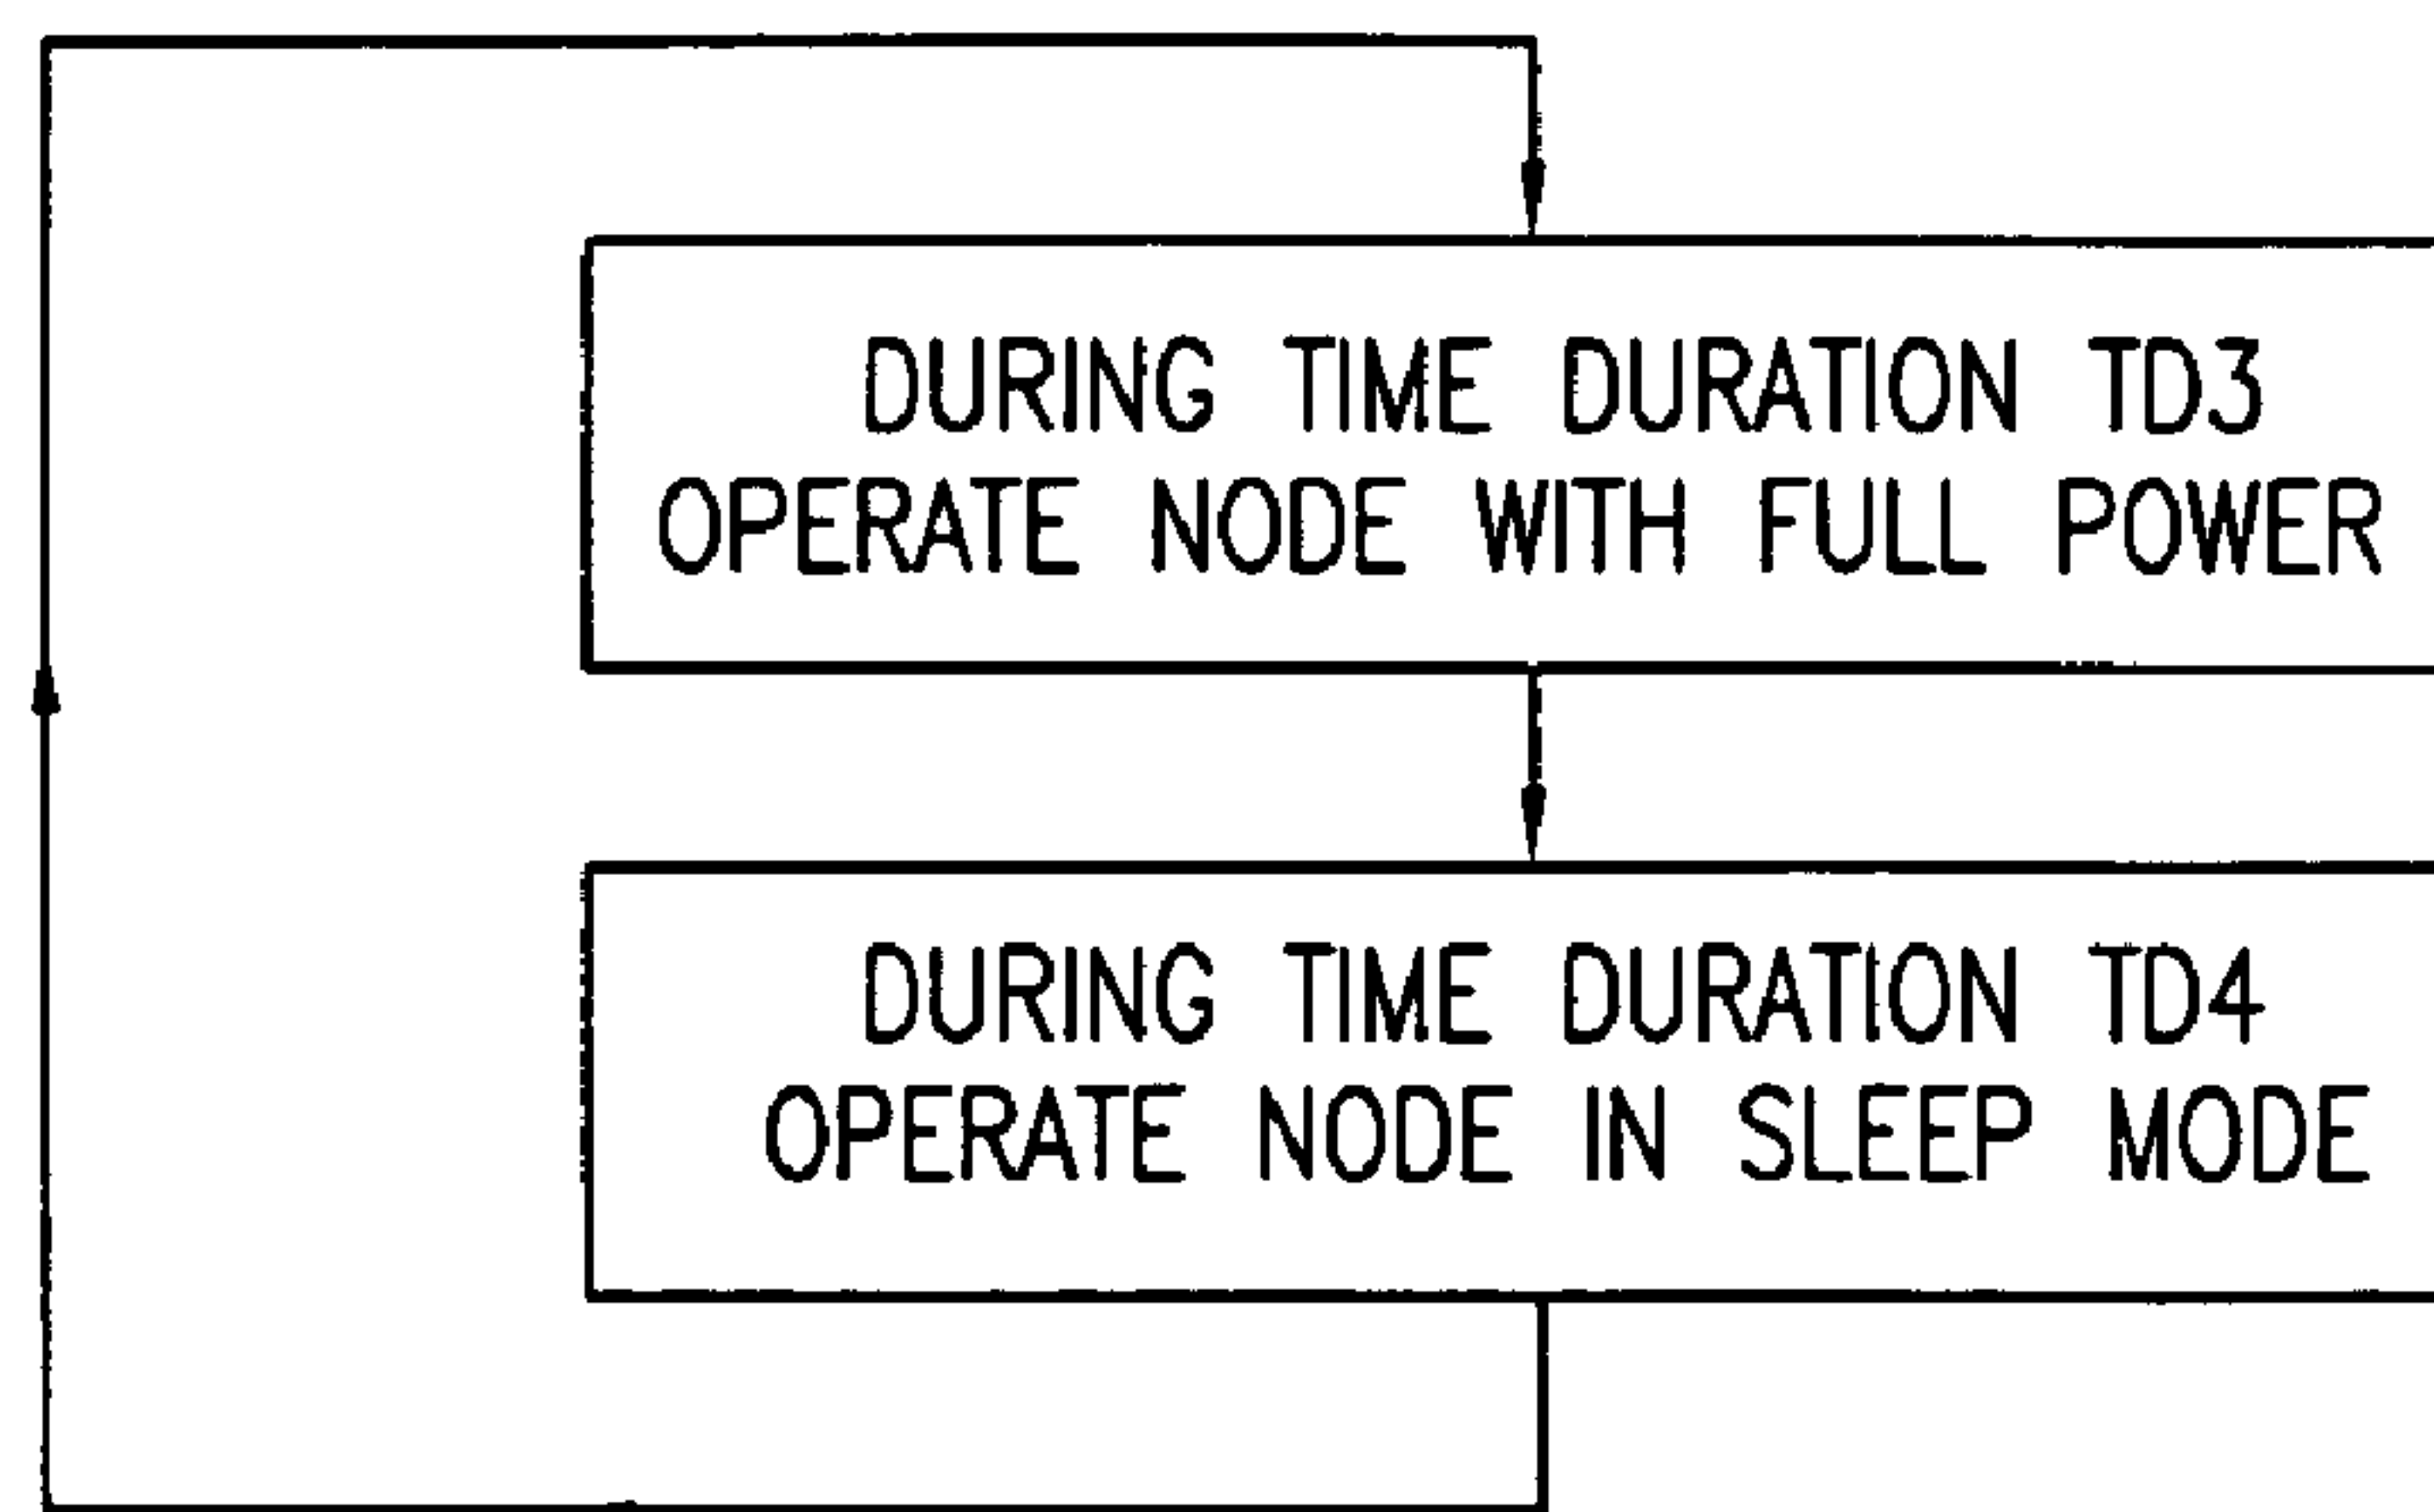 DURING TIME DURATION TD3
OPERATE NODE WITH FULL POWER
DURING TIME DURATION TD4
OPERATE NODE IN SLEEP MODE